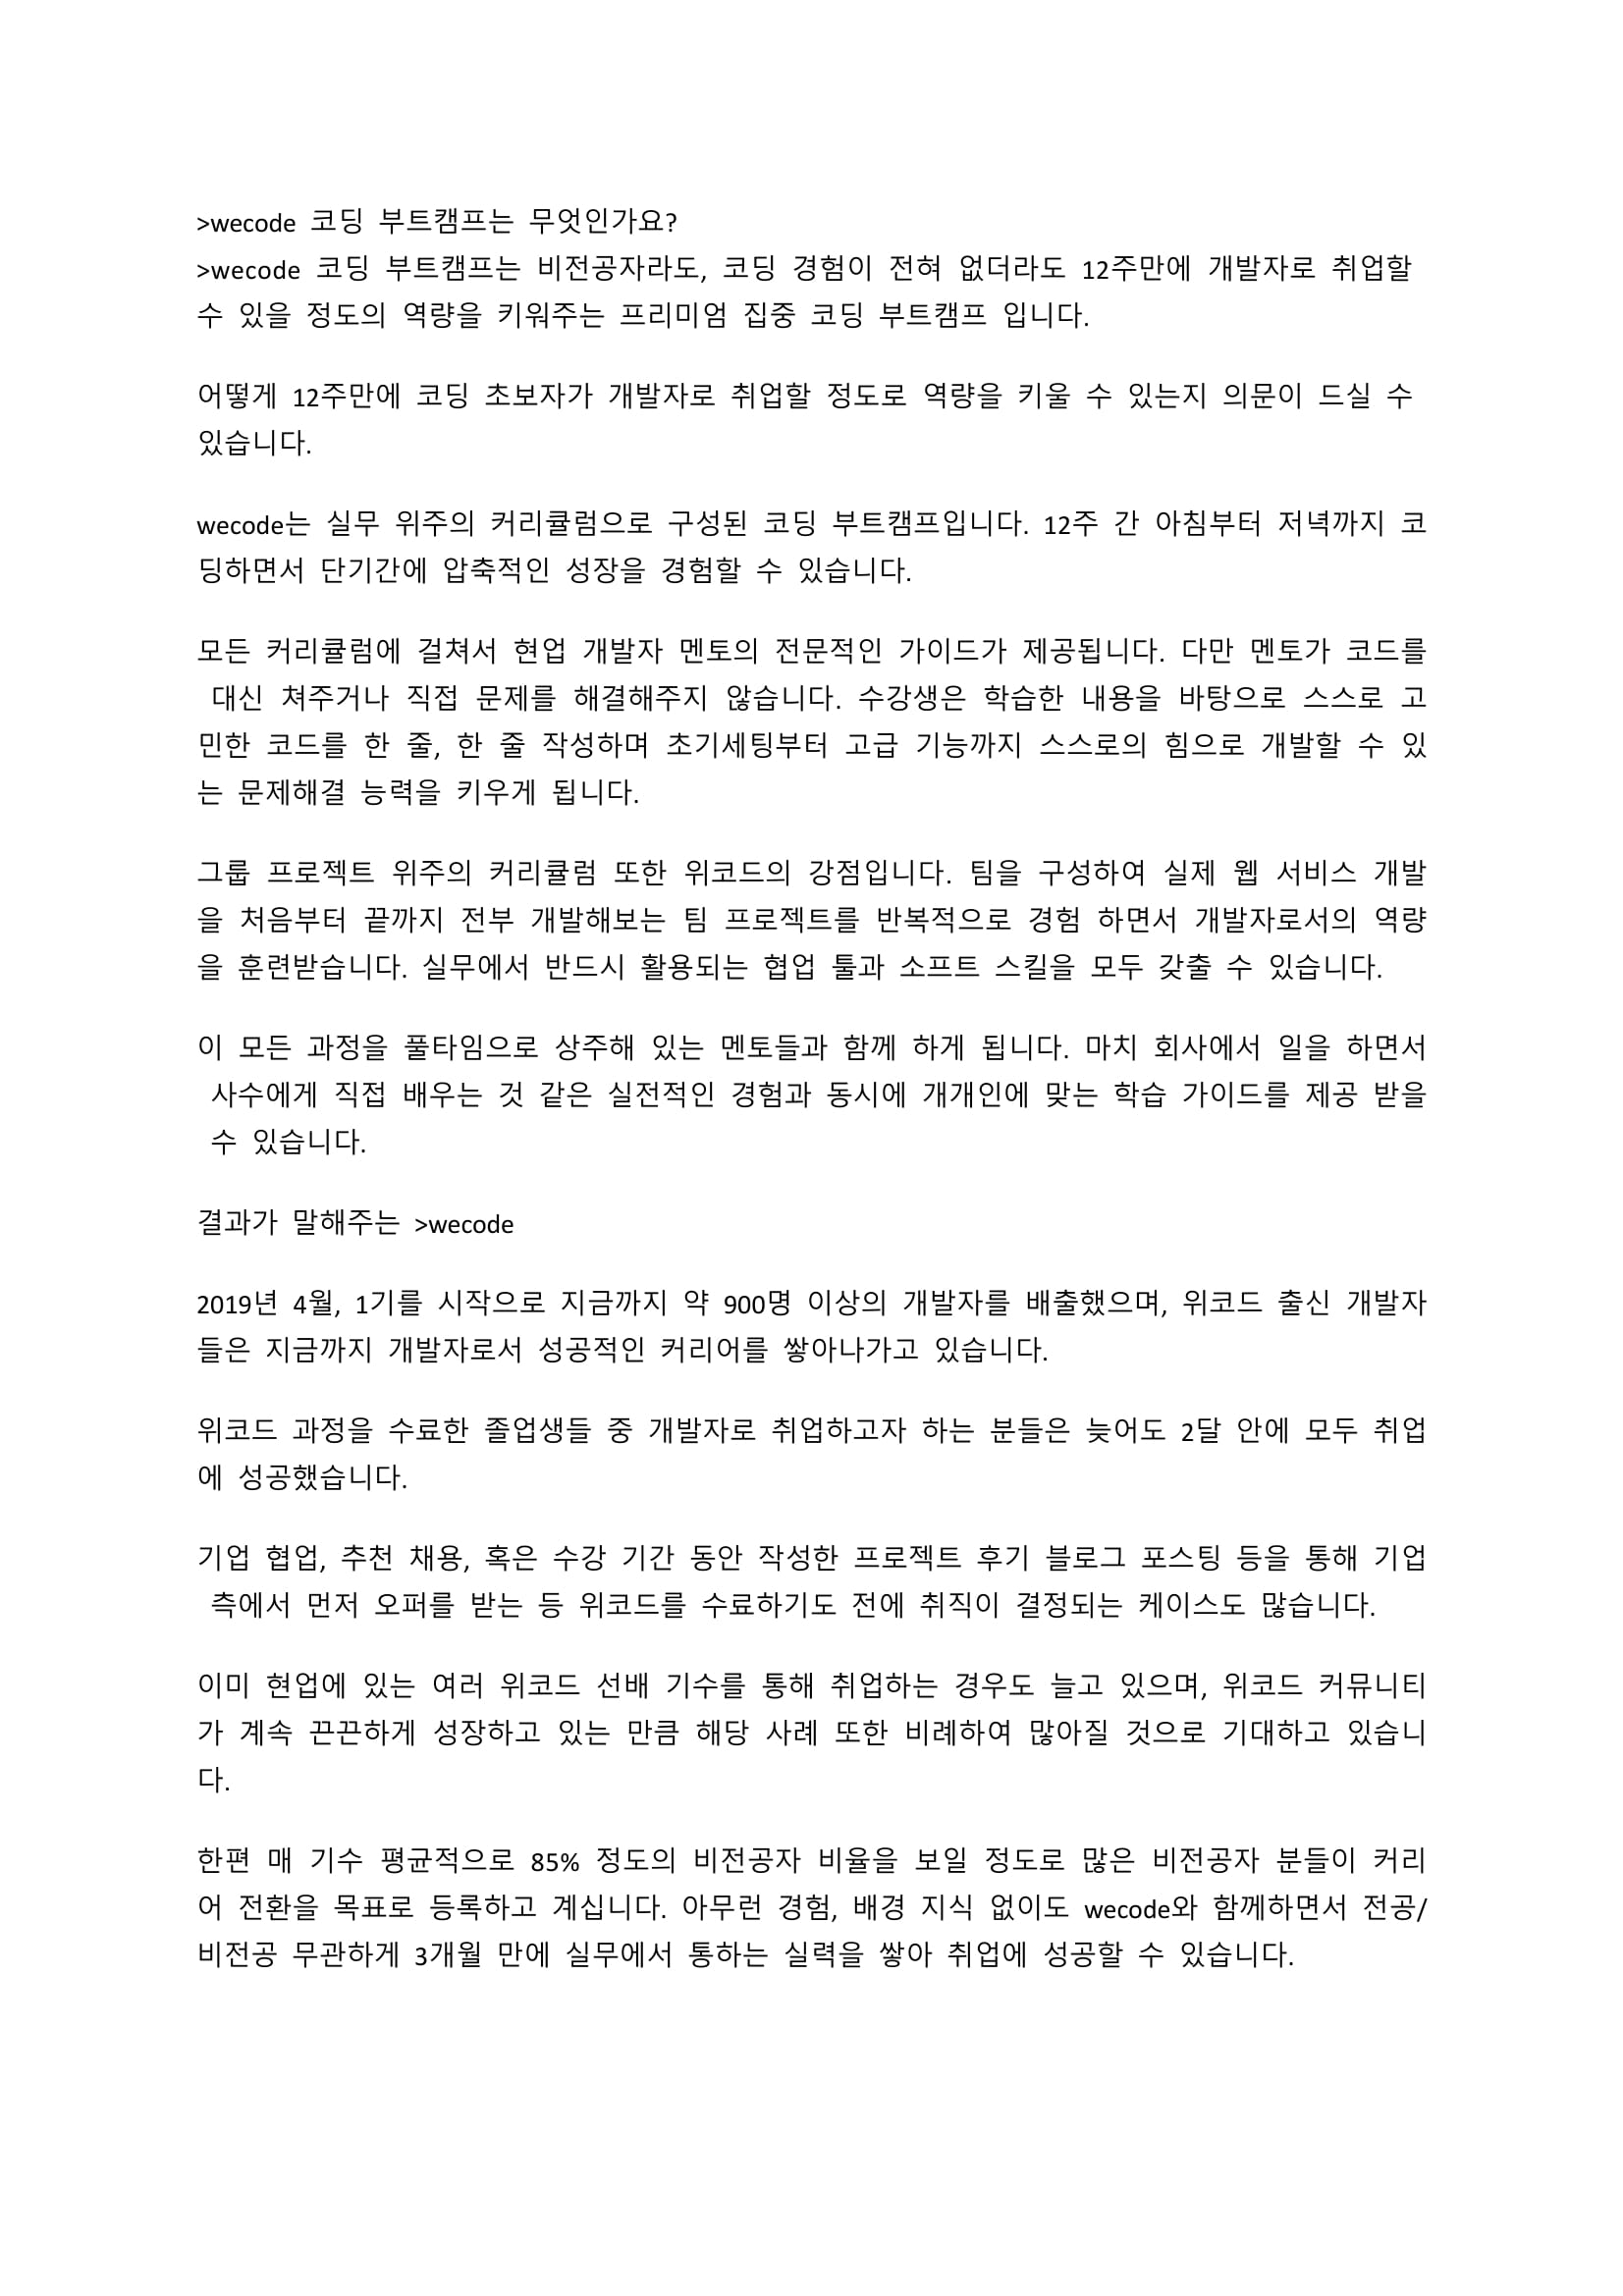 >wecode 코딩 부트캠프는 무엇인가요?
>wecode 코딩 부트캠프는 비전공자라도, 코딩 경험이 전혀 없더라도 12주만에 개발자로 취업할
수 있을 정도의 역량을 키워주는 프리미엄 집중 코딩 부트캠프 입니다.
어떻게 12주만에 코딩 초보자가 개발자로 취업할 정도로 역량을 키울 수 있는지 의문이 드실 수
있습니다.
wecode는 실무 위주의 커리큘럼으로 구성된 코딩 부트캠프입니다. 12주 간 아침부터 저녁까지 코
딩하면서 단기간에 압축적인 성장을 경험할 수 있습니다.
모든 커리큘럼에 걸쳐서 현업 개발자 멘토의 전문적인 가이드가 제공됩니다. 다만 멘토가 코드를
대신 쳐주거나 직접 문제를 해결해주지 않습니다. 수강생은 학습한 내용을 바탕으로 스스로 고
민한 코드를 한 줄, 한 줄 작성하며 초기세팅부터 고급 기능까지 스스로의 힘으로 개발할 수 있
는 문제해결 능력을 키우게 됩니다.
그룹 프로젝트 위주의 커리큘럼 또한 위코드의 강점입니다. 팀을 구성하여 실제 웹 서비스 개발
을 처음부터 끝까지 전부 개발해보는 팀 프로젝트를 반복적으로 경험 하면서 개발자로서의 역량
을 훈련받습니다. 실무에서 반드시 활용되는 협업 툴과 소프트 스킬을 모두 갖출 수 있습니다.
이 모든 과정을 풀타임으로 상주해 있는 멘토들과 함께 하게 됩니다. 마치 회사에서 일을 하면서
사수에게 직접 배우는 것 같은 실전적인 경험과 동시에 개개인에 맞는 학습 가이드를 제공 받을
수 있습니다.
결과가 말해주는 >wecode
2019년 4월, 1기를 시작으로 지금까지 약 900명 이상의 개발자를 배출했으며, 위코드 출신 개발자
들은 지금까지 개발자로서 성공적인 커리어를 쌓아나가고 있습니다.
위코드 과정을 수료한 졸업생들 중 개발자로 취업하고자 하는 분들은 늦어도 2달 안에 모두 취업
에 성공했습니다.
기업 협업, 추천 채용, 혹은 수강 기간 동안 작성한 프로젝트 후기 블로그 포스팅 등을 통해 기업
측에서 먼저 오퍼를 받는 등 위코드를 수료하기도 전에 취직이 결정되는 케이스도 많습니다.
이미 현업에 있는 여러 위코드 선배 기수를 통해 취업하는 경우도 늘고 있으며, 위코드 커뮤니티
가 계속 끈끈하게 성장하고 있는 만큼 해당 사례 또한 비례하여 많아질 것으로 기대하고 있습니
다.
한편 매 기수 평균적으로 85% 정도의 비전공자 비율을 보일 정도로 많은 비전공자 분들이 커리
어 전환을 목표로 등록하고 계십니다. 아무런 경험, 배경 지식 없이도 wecode와 함께하면서 전공/
비전공 무관하게 3개월 만에 실무에서 통하는 실력을 쌓아 취업에 성공할 수 있습니다.